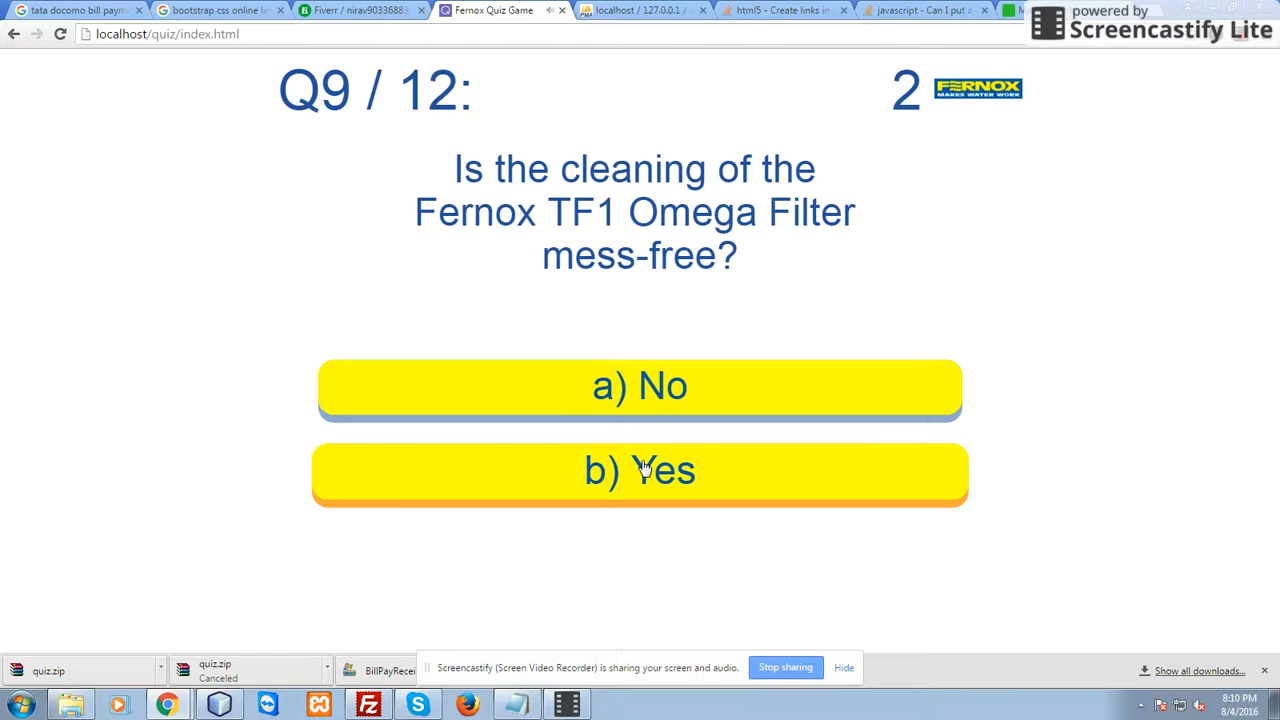 tata docomo bill paym
bootstrap css online lin
Fiverr / nirav90336883
Fernox Quiz Game
localhost / 127.0.0.1 /
html5 - Create links in
javascript - Can I put a
powered by
Screencastify Lite
localhost/quiz/index.html
Q9 / 12:
2
FERNOX
MAKES WATER WORK
Is the cleaning of the
Fernox TF1 Omega Filter
mess-free?
a) No
b) Yes
quiz.zip
quiz.zip
Canceled
BillPayRecei
Screencastify (Screen Video Recorder) is sharing your screen and audio.
Stop sharing
Hide
Show all downloads...
8:10 PM
8/4/2016